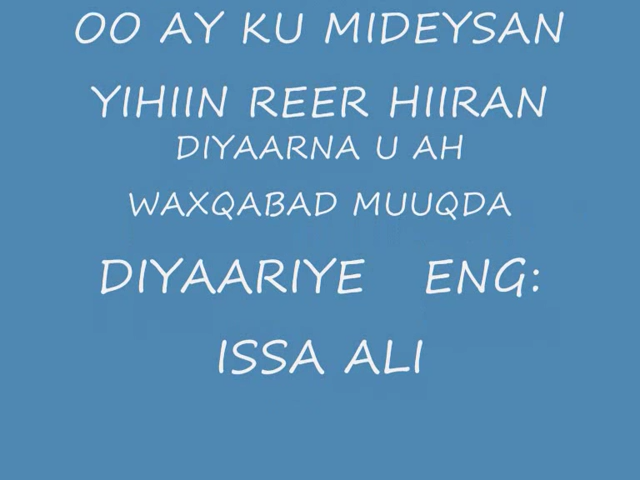 OO AY KU MIDEYSAN
YIHIIN REER HIIRAN
DIYAARNA U AH
WAXQABAD MUUQDA
DIYAARIYE ENG:
ISSA ALI